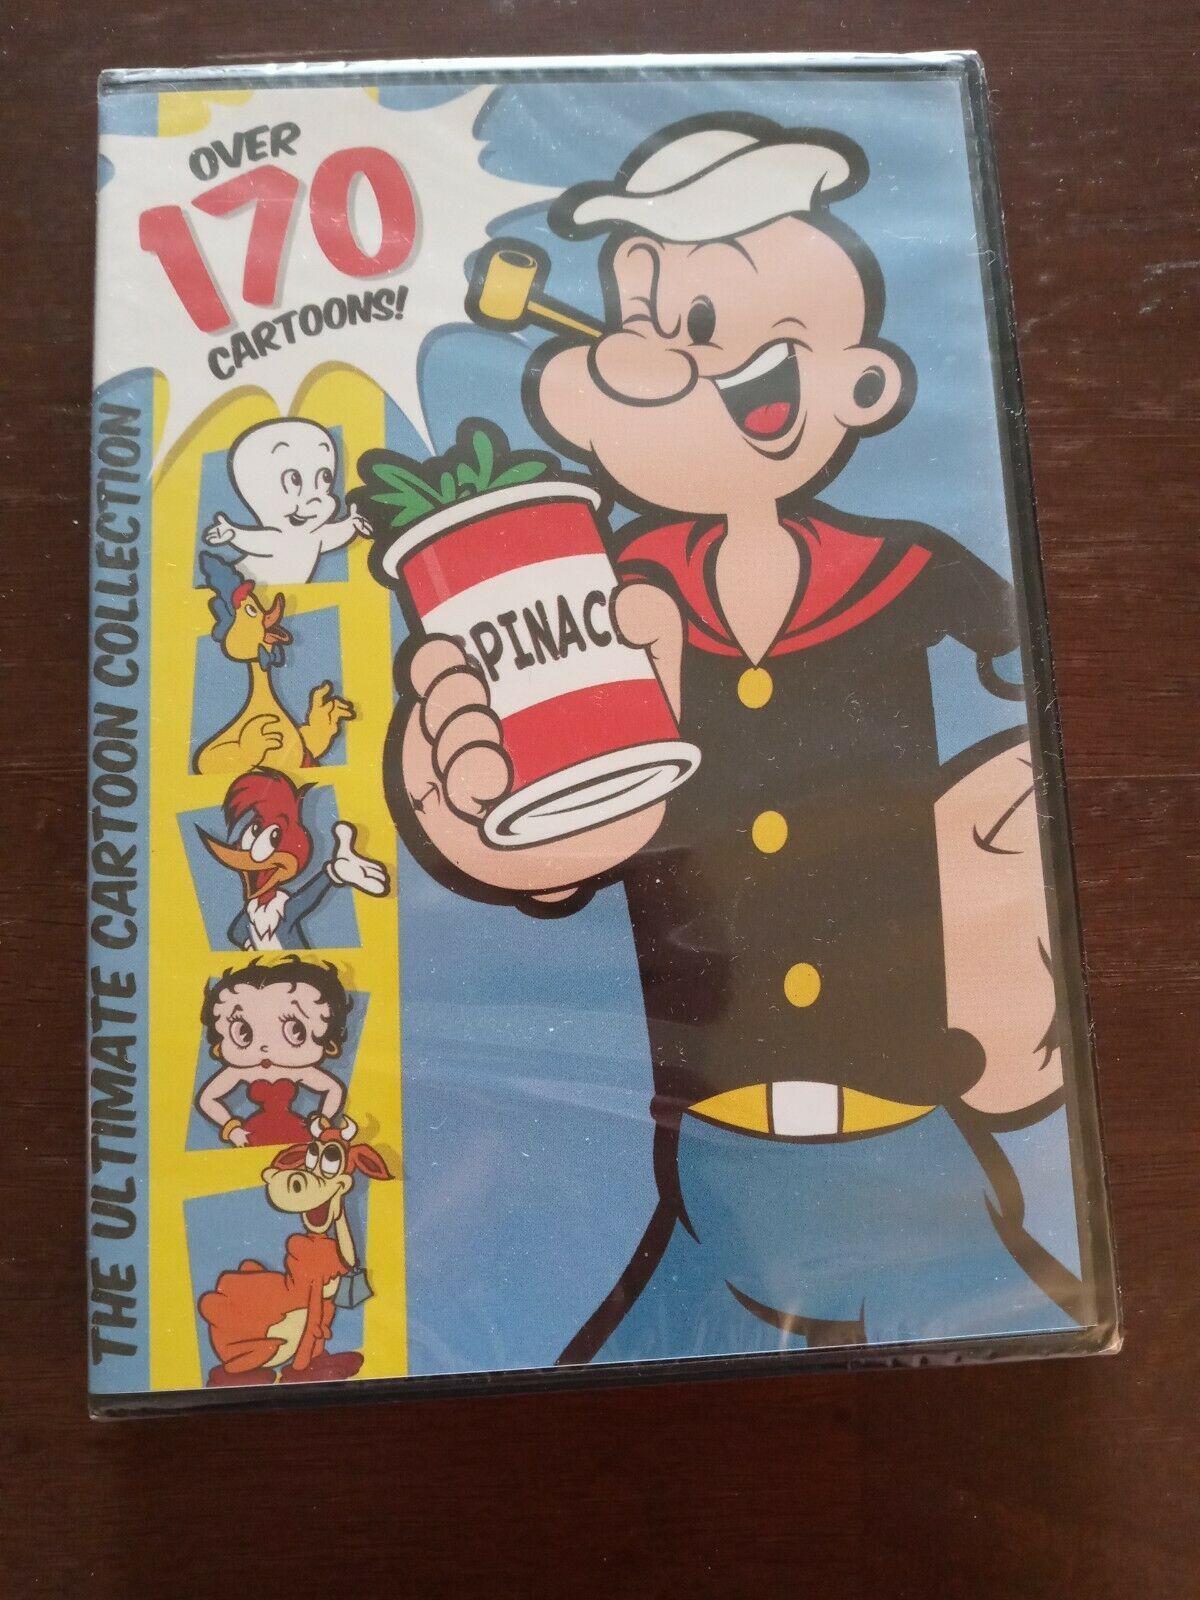 OVER
170
CARTOONS!
THE ULTIMATE CARTOON COLLECTION
SPINAC